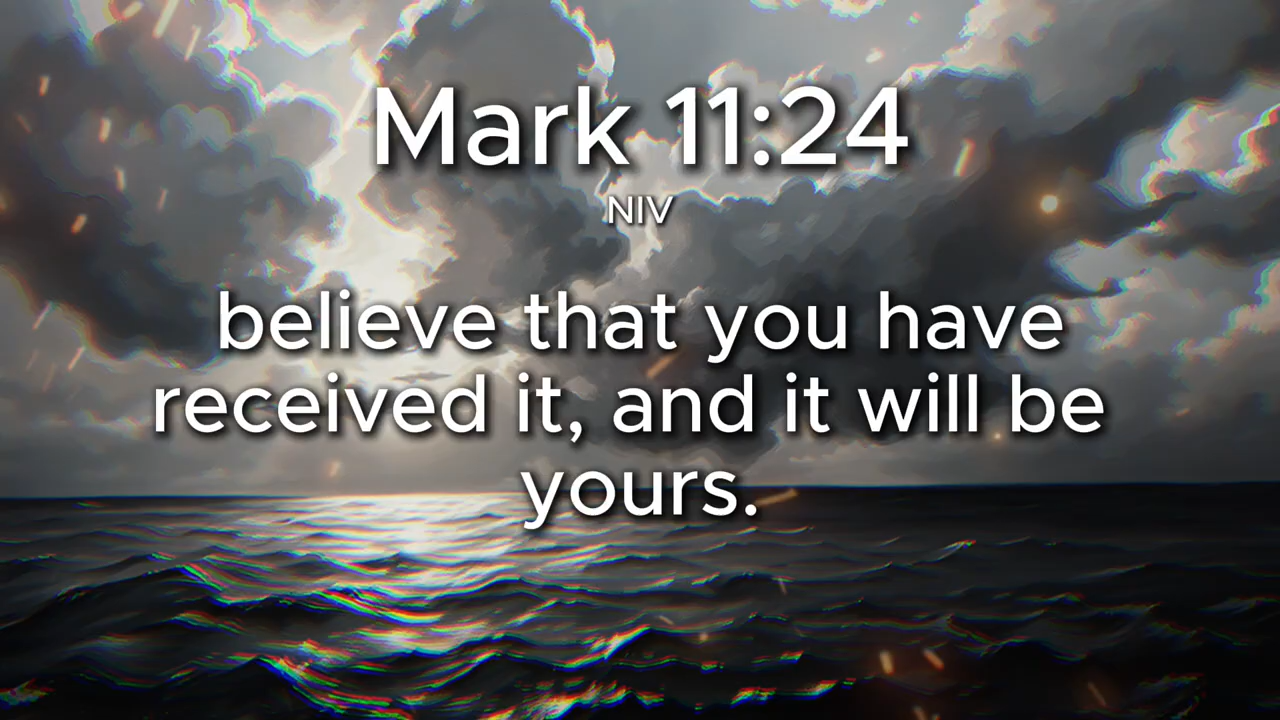 Mark 11:24
NIV
believe that you have
received it, and it will be
yours.